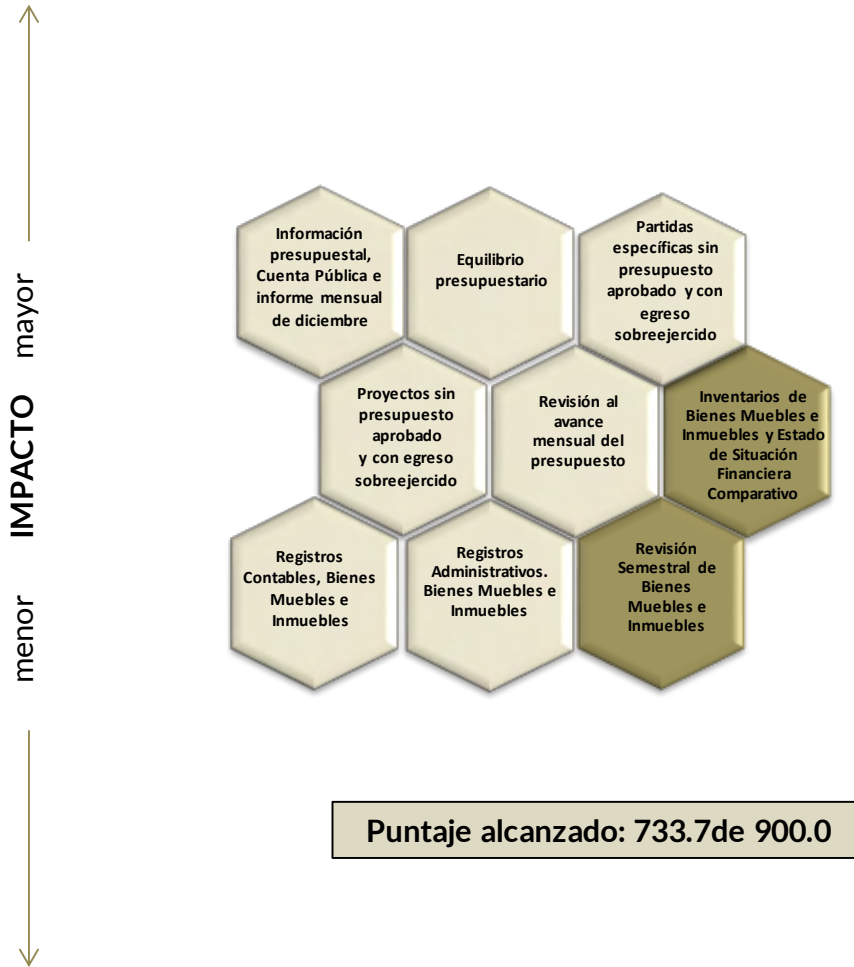 mayor
IMPACTO
menor
Información
presupuestal,
Cuenta Pública e
informe mensual
de diciembre
Equilibrio
presupuestario
Partidas
específicas sin
presupuesto
aprobado y con
egreso
sobreejercido
Proyectos sin
presupuesto
aprobado
y con egreso
sobreejercido
Revisión al
avance
mensual del
presupuesto
Inventarios de
Bienes Muebles e
Inmuebles y Estado
de Situación
Financiera
Comparativo
Registros
Contables, Bienes
Muebles e
Inmuebles
Registros
Administrativos.
Bienes Muebles e
Inmuebles
Revisión
Semestral de
Bienes
Muebles e
Inmuebles
Puntaje alcanzado: 733.7de 900.0